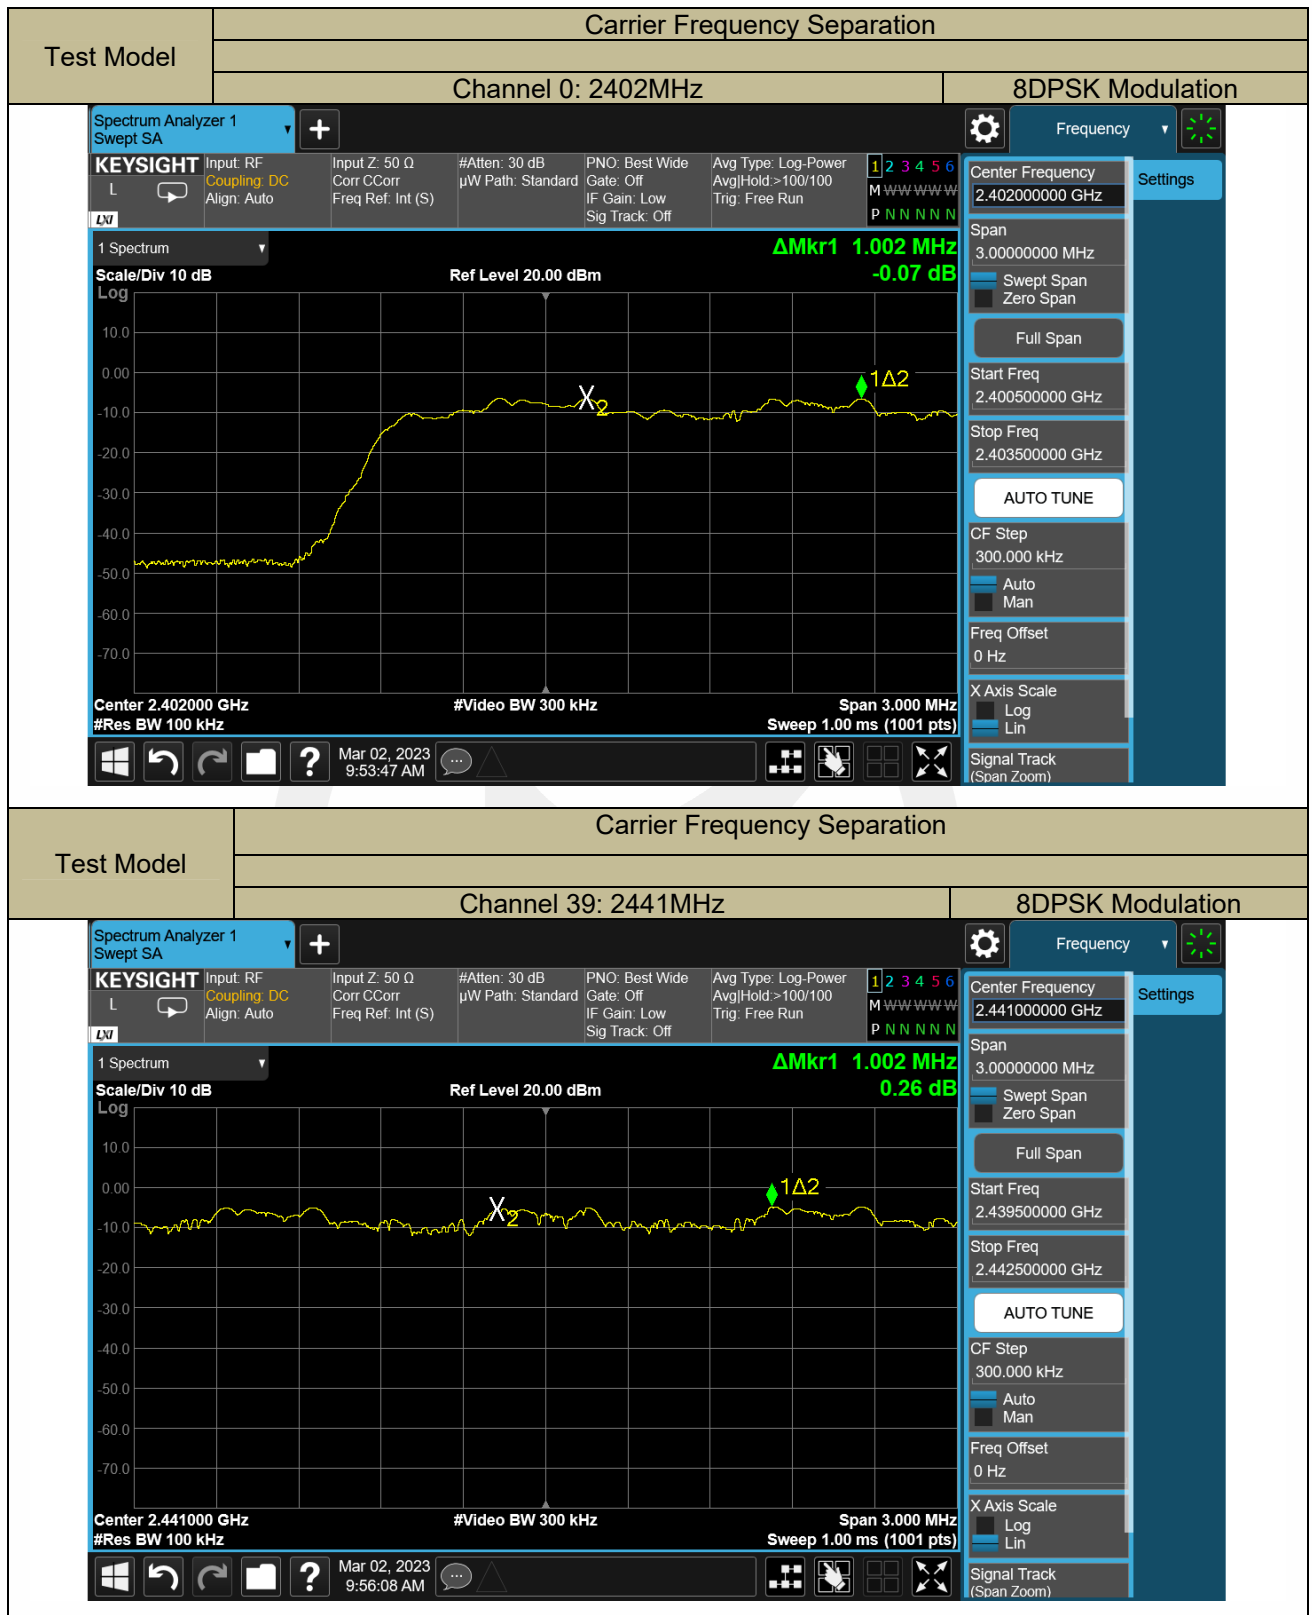 Test Model
Carrier Frequency Separation
Channel 0: 2402MHz
8DPSK Modulation
Spectrum Analyzer 1
Swept SA
Frequency
KEYSIGHT
L
LXI
Input: RF
Coupling: DC
Align: Auto
Input Z: 50 Ω
Corr CCorr
Freq Ref: Int (S)
#Atten: 30 dB
µW Path: Standard
PNO: Best Wide
Gate: Off
IF Gain: Low
Sig Track: Off
Avg Type: Log-Power
Avg|Hold:>100/100
Trig: Free Run
1 2 3 4 5 6
M W W W W W
P N N N N N
1 Spectrum
ΔMkr1 1.002 MHz
-0.07 dB
Scale/Div 10 dB
Ref Level 20.00 dBm
Log
10.0
0.00
-10.0
-20.0
-30.0
-40.0
-50.0
-60.0
-70.0
X2
1Δ2
Center 2.402000 GHz
#Video BW 300 kHz
Span 3.000 MHz
#Res BW 100 kHz
Sweep 1.00 ms (1001 pts)
Mar 02, 2023
9:53:47 AM
Center Frequency
2.402000000 GHz
Settings
Span
3.00000000 MHz
Swept Span
Zero Span
Full Span
Start Freq
2.400500000 GHz
Stop Freq
2.403500000 GHz
AUTO TUNE
CF Step
300.000 kHz
Auto
Man
Freq Offset
0 Hz
X Axis Scale
Log
Lin
Signal Track
(Span Zoom)
Test Model
Carrier Frequency Separation
Channel 39: 2441MHz
8DPSK Modulation
Spectrum Analyzer 1
Swept SA
Frequency
KEYSIGHT
L
LXI
Input: RF
Coupling: DC
Align: Auto
Input Z: 50 Ω
Corr CCorr
Freq Ref: Int (S)
#Atten: 30 dB
µW Path: Standard
PNO: Best Wide
Gate: Off
IF Gain: Low
Sig Track: Off
Avg Type: Log-Power
Avg|Hold:>100/100
Trig: Free Run
1 2 3 4 5 6
M W W W W W
P N N N N N
1 Spectrum
ΔMkr1 1.002 MHz
0.26 dB
Scale/Div 10 dB
Ref Level 20.00 dBm
Log
10.0
0.00
-10.0
-20.0
-30.0
-40.0
-50.0
-60.0
-70.0
X2
1Δ2
Center 2.441000 GHz
#Video BW 300 kHz
Span 3.000 MHz
#Res BW 100 kHz
Sweep 1.00 ms (1001 pts)
Mar 02, 2023
9:56:08 AM
Center Frequency
2.441000000 GHz
Settings
Span
3.00000000 MHz
Swept Span
Zero Span
Full Span
Start Freq
2.439500000 GHz
Stop Freq
2.442500000 GHz
AUTO TUNE
CF Step
300.000 kHz
Auto
Man
Freq Offset
0 Hz
X Axis Scale
Log
Lin
Signal Track
(Span Zoom)